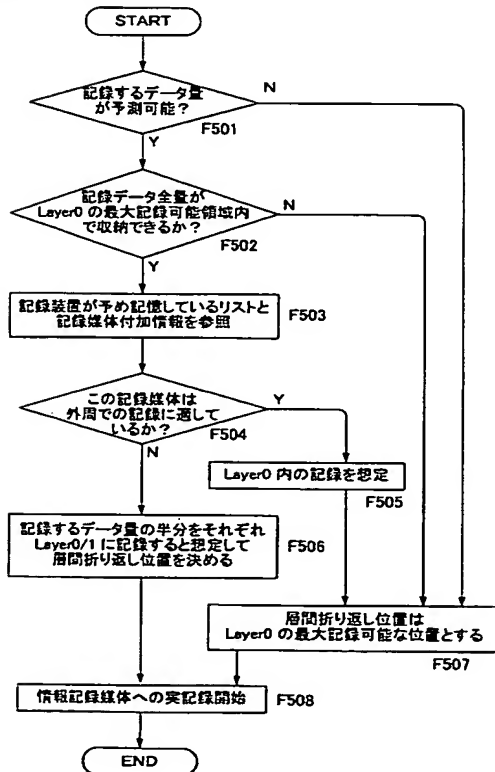 START
記録するデータ量
が予測可能？
N
F501
Y
記録データ全量が
Layer0 の最大記録可能領域内
で収納できるか？
N
F502
Y
記録装置が予め記憶しているリストと
記録媒体付加情報を参照
F503
この記録媒体は
外周での記録に適して
いるか？
Y
F504
N
Layer0 内の記録を想定
F505
記録するデータ量の半分をそれぞれ
Layer0/1 に記録すると想定して
層間折り返し位置を決める
F506
層間折り返し位置は
Layer0 の最大記録可能な位置とする
F507
情報記録媒体への実記録開始
F508
END